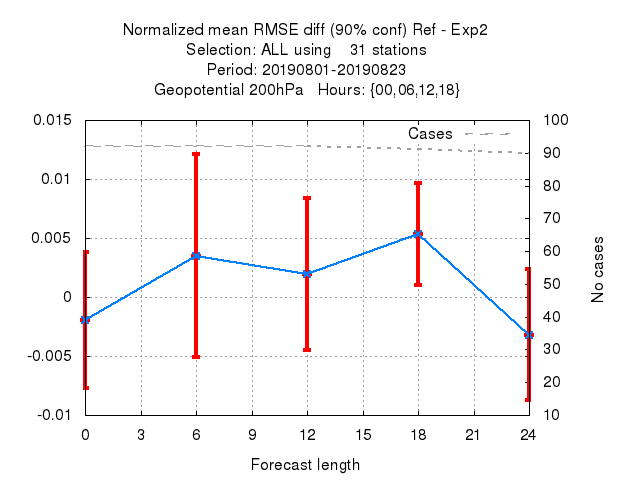 Normalized mean RMSE diff (90% conf) Ref - Exp2
Selection: ALL using    31 stations
Period: 20190801-20190823
Geopotential 200hPa   Hours: {00,06,12,18}
0.015
0.01
0.005
0
-0.005
-0.01
Cases
100
90
80
70
60
50
40
30
20
10
No cases
0 3 6 9 12 15 18 21 24
Forecast length